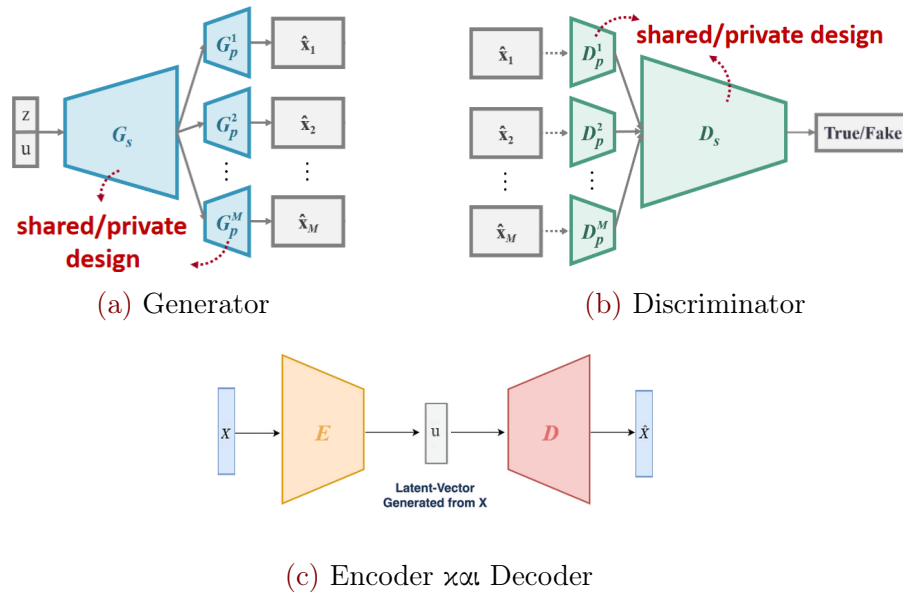 z
u
G_s
G_p^1
x̂_1
G_p^2
x̂_2
G_p^M
x̂_M
shared/private
design
(a) Generator
x̂_1
D_p^1
shared/private design
x̂_2
D_p^2
D_s
True/Fake
x̂_M
D_p^M
(b) Discriminator
X
E
u
D
X̂
Latent-Vector
Generated from X
(c) Encoder και Decoder